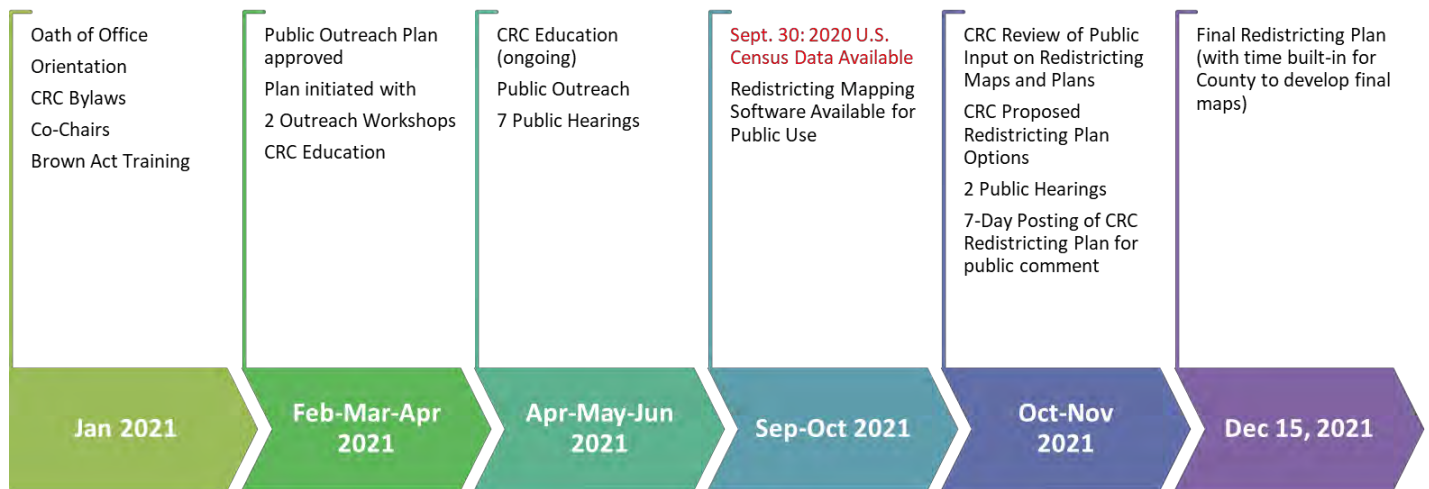 Oath of Office
Orientation
CRC Bylaws
Co-Chairs
Brown Act Training
Public Outreach Plan
approved
Plan initiated with
2 Outreach Workshops
CRC Education
CRC Education
(ongoing)
Public Outreach
7 Public Hearings
Sept. 30: 2020 U.S.
Census Data Available
Redistricting Mapping
Software Available for
Public Use
CRC Review of Public
Input on Redistricting
Maps and Plans
CRC Proposed
Redistricting Plan
Options
2 Public Hearings
7-Day Posting of CRC
Redistricting Plan for
public comment
Final Redistricting Plan
(with time built-in for
County to develop final
maps)
Jan 2021
Feb-Mar-Apr
2021
Apr-May-Jun
2021
Sep-Oct 2021
Oct-Nov
2021
Dec 15, 2021